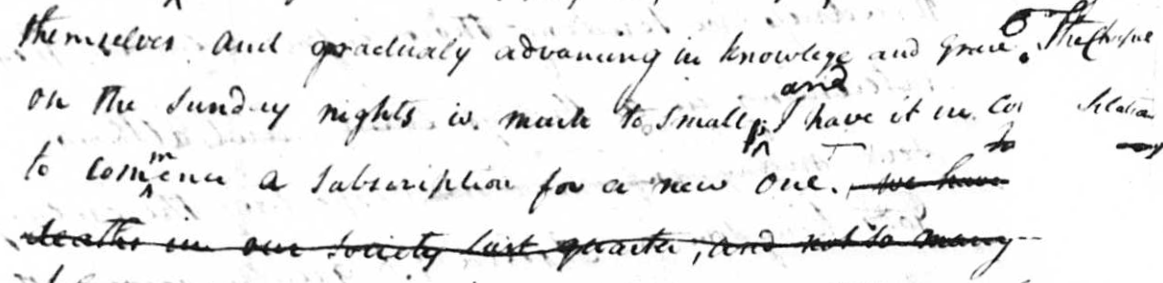 themselves and gradualy advancing in knowlege and Grace. The Chapel
on the Sunday nights is much to small; and I have it in
to commence a subscription for a new one. we have
deaths in our society last quarter, and not so many